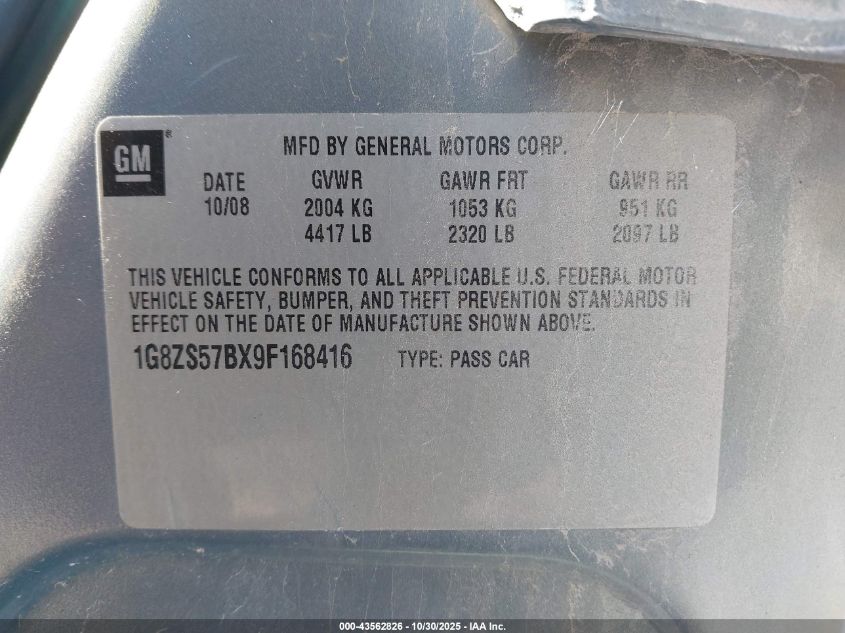 GM ®
MFD BY GENERAL MOTORS CORP.
DATE GVWR GAWR FRT GAWR RR
10/08 2004 KG 1053 KG 951 KG
4417 LB 2320 LB 2097 LB
THIS VEHICLE CONFORMS TO ALL APPLICABLE U.S. FEDERAL MOTOR
VEHICLE SAFETY, BUMPER, AND THEFT PREVENTION STANDARDS IN
EFFECT ON THE DATE OF MANUFACTURE SHOWN ABOVE.
1G8ZS57BX9F168416 TYPE: PASS CAR
000-43562826 - 10/30/2025 - IAA Inc.